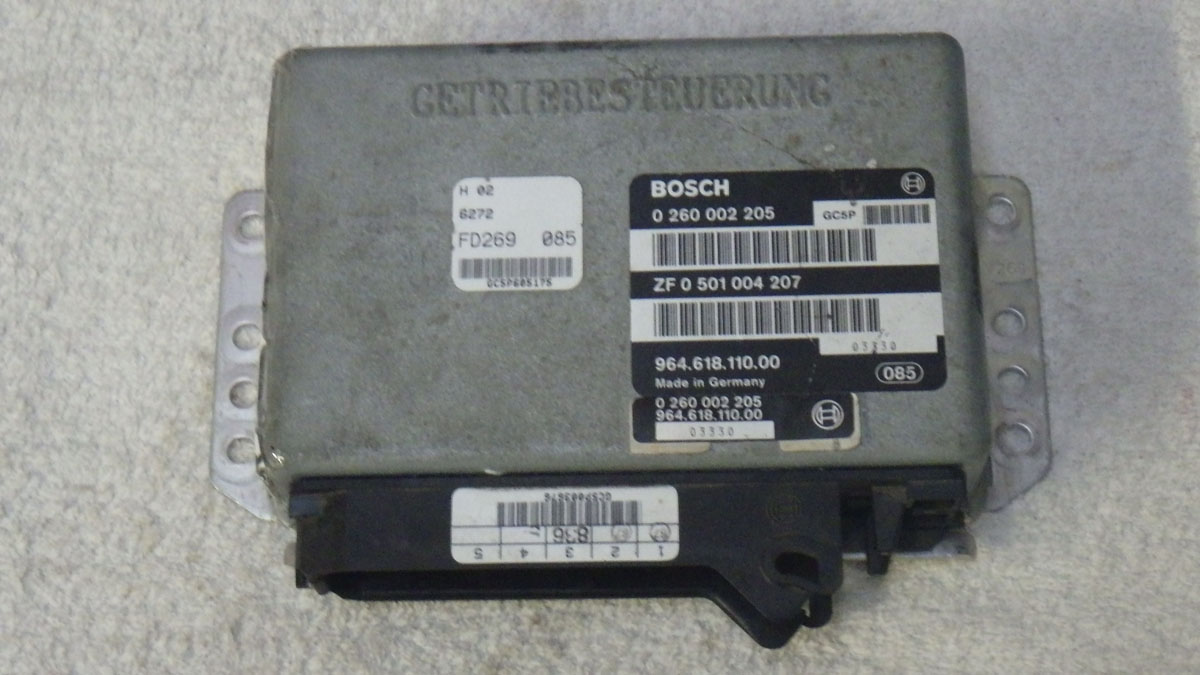 GETRIEBESTEUERUNG
H 02
6272
FD269 085
GC5P605175
BOSCH
0 260 002 205
GC5P
ZF 0 501 004 207
03330
964.618.110.00
Made in Germany
085
0 260 002 205
964.618.110.00
03330
GC5P003676
836
1 2 3 4 5